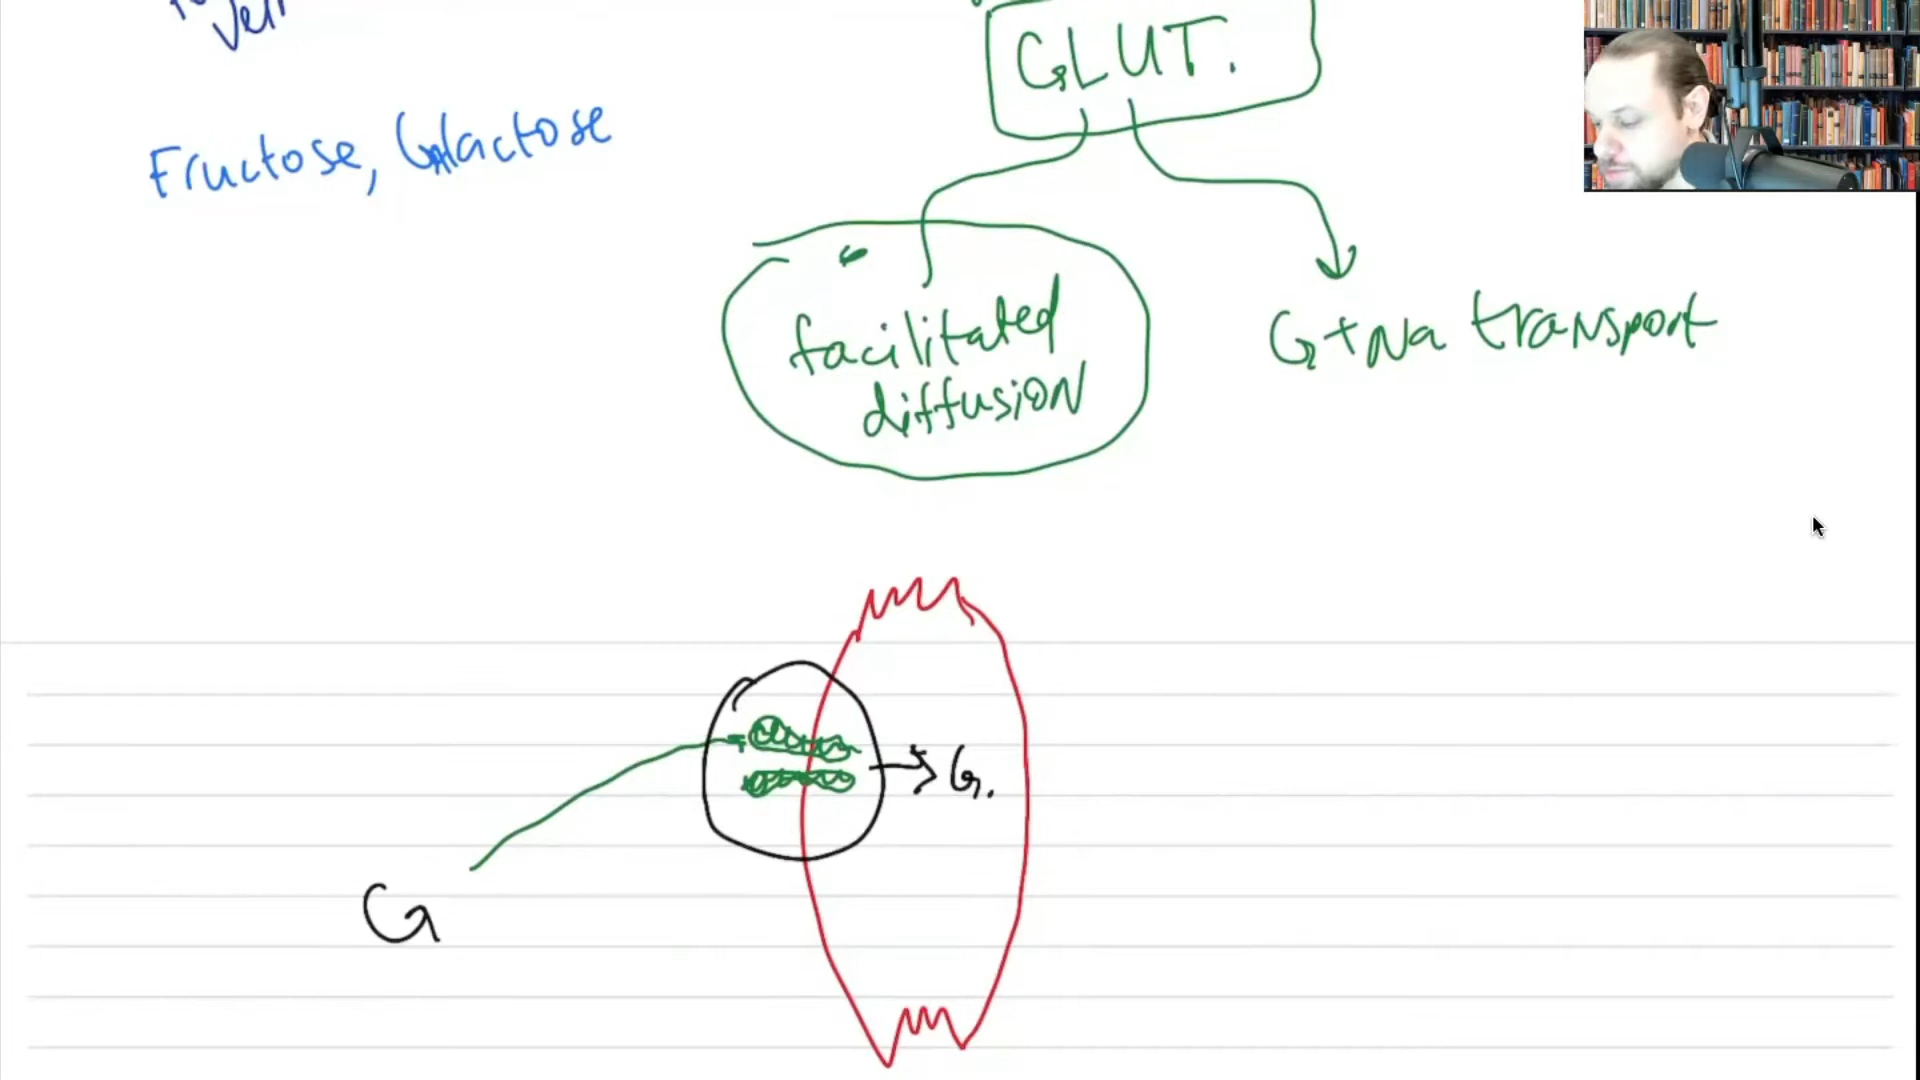 GLUT.
Fructose, Galactose
facilitated
diffusion
G+Na transport
G.
G